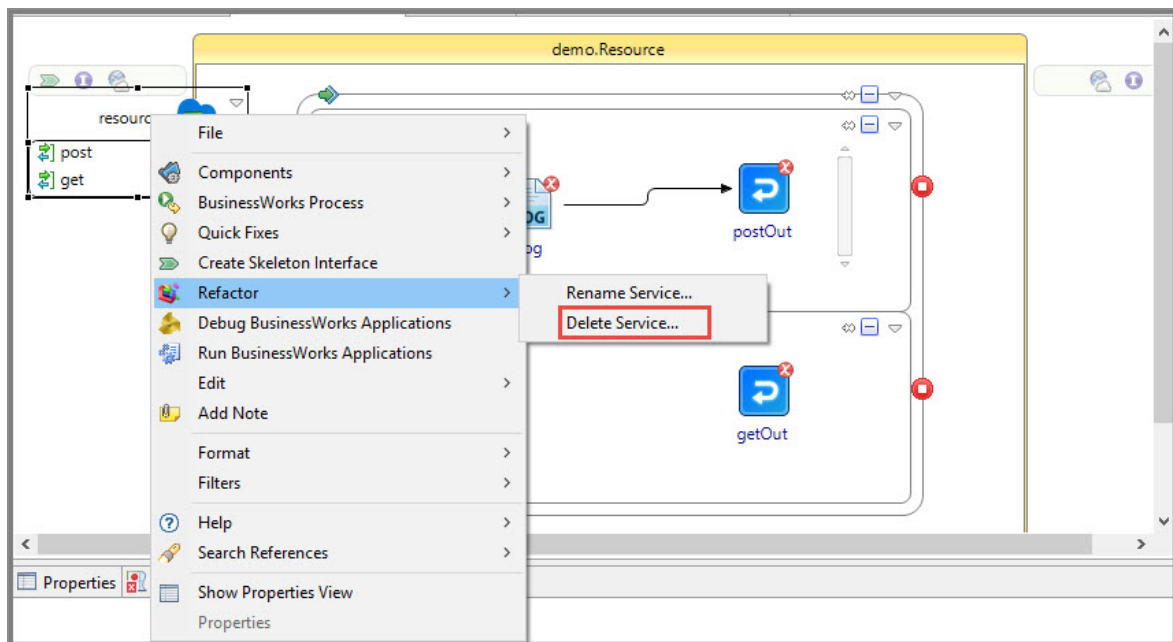 demo.Resource
resourc
post
get
File
Components
BusinessWorks Process
Quick Fixes
Create Skeleton Interface
Refactor
Debug BusinessWorks Applications
Run BusinessWorks Applications
Edit
Add Note
Format
Filters
Help
Search References
Show Properties View
Properties
Rename Service...
Delete Service...
OG
og
postOut
getOut
Properties